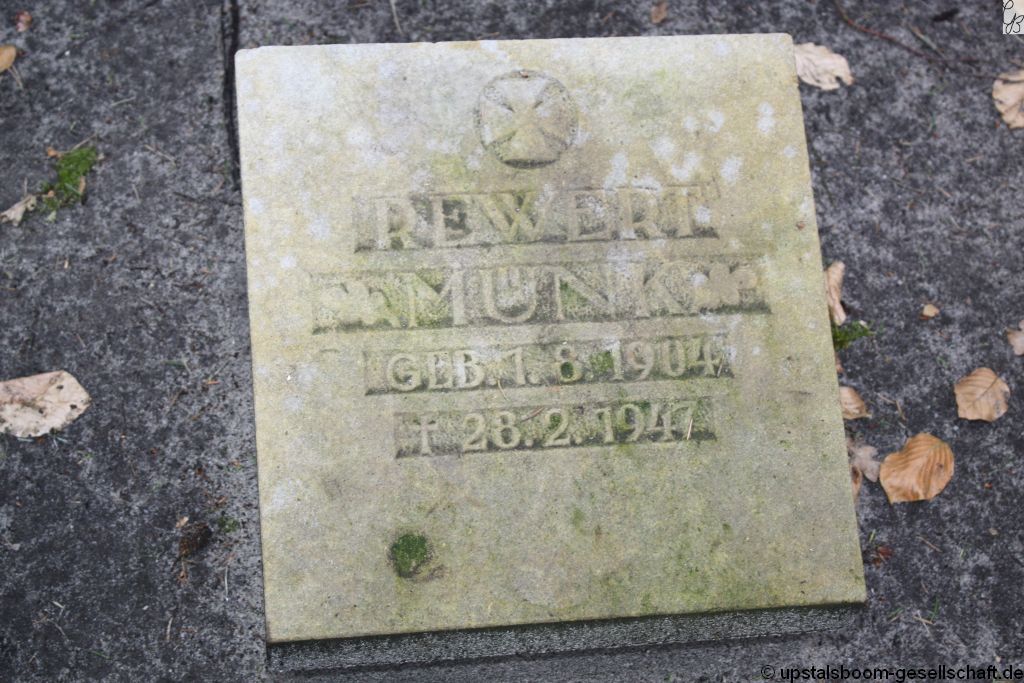 REWERT
MÜNK
GEB. 1. 8. 1904
† 28. 2. 1947
© upstalsboom-gesellschaft.de